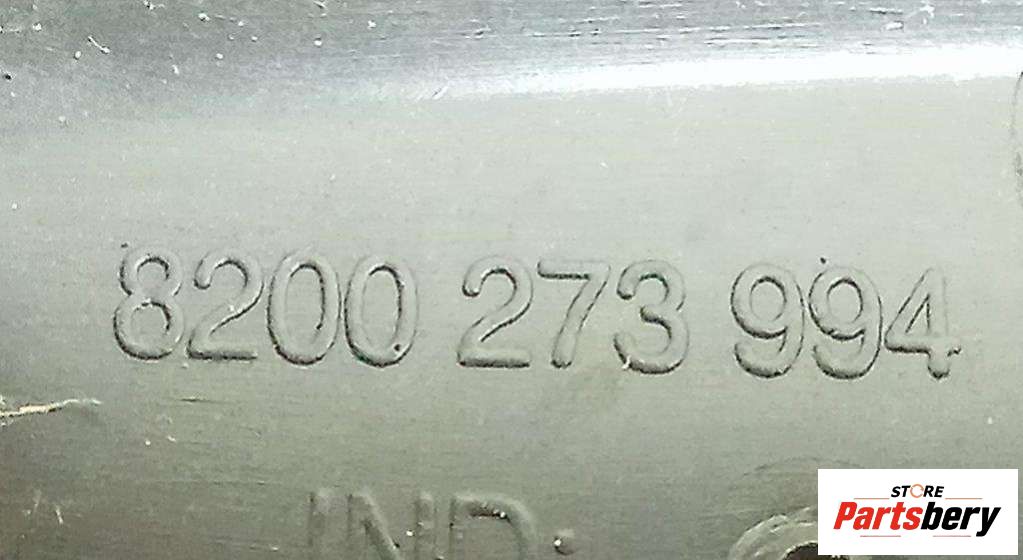 8200 273 994
IND:
STORE
Partsbery